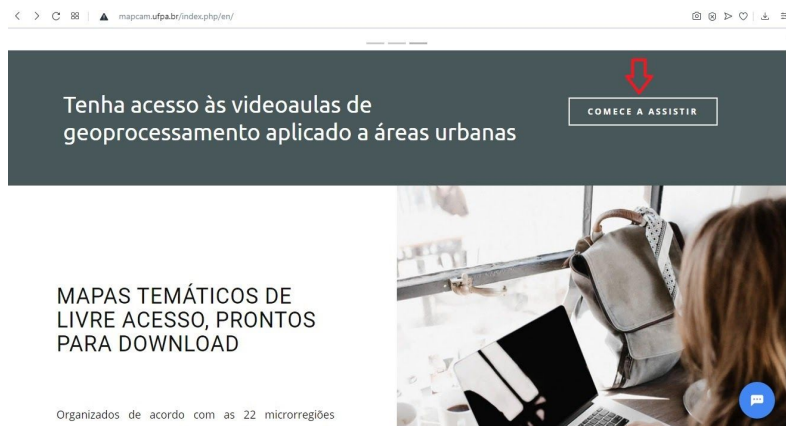 mapcam.ufpa.br/index.php/en/
Tenha acesso às videoaulas de
geoprocessamento aplicado a áreas urbanas
COMECE A ASSISTIR
MAPAS TEMÁTICOS DE
LIVRE ACESSO, PRONTOS
PARA DOWNLOAD
Organizados de acordo com as 22 microrregiões